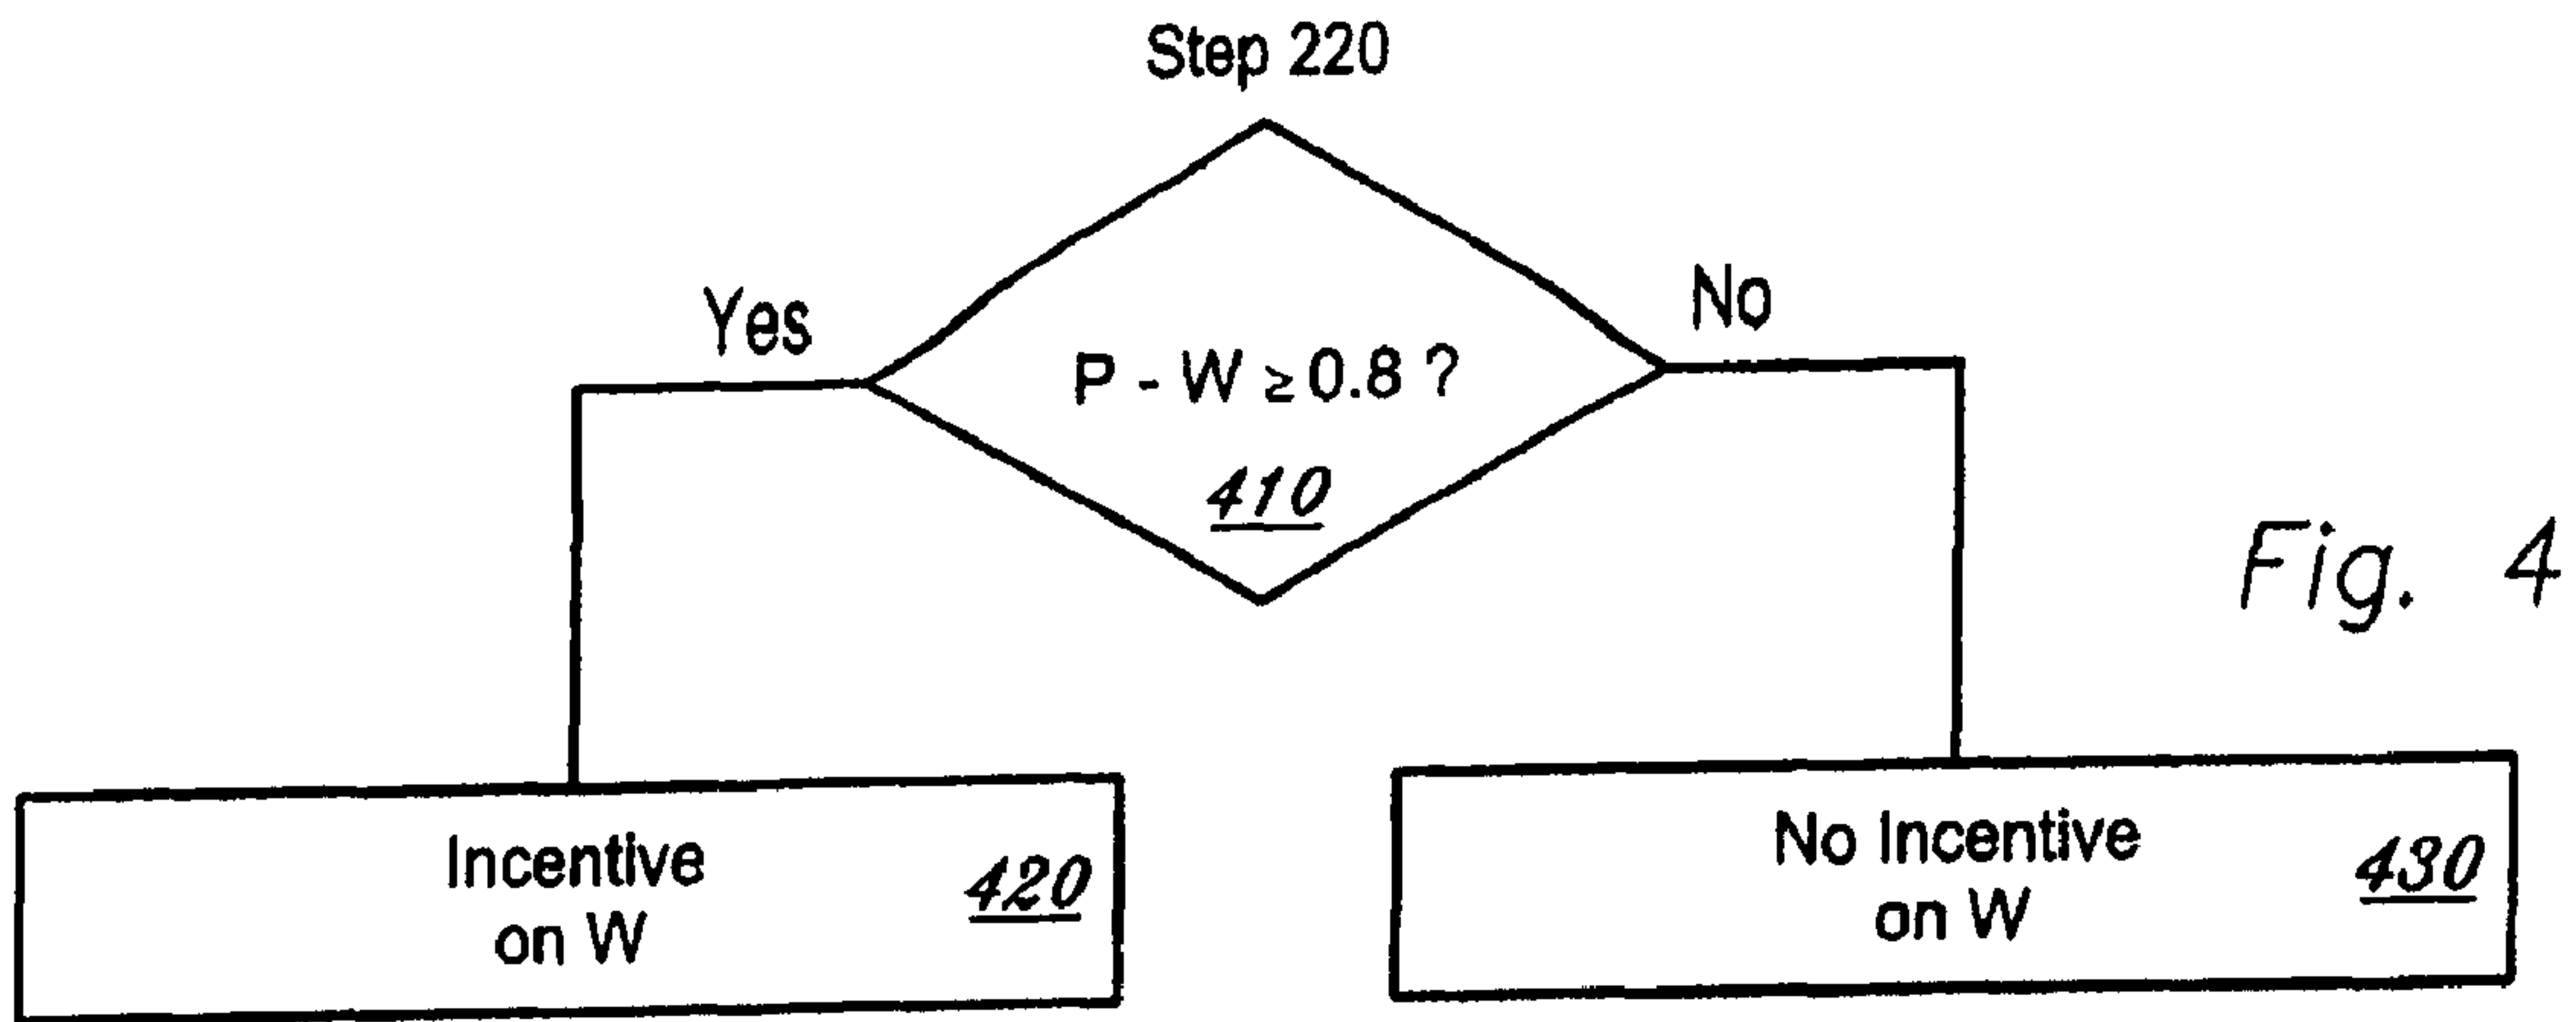 Step 220
Yes
No
P - W ≥ 0.8 ?
410
Fig. 4
Incentive
on W
420
No Incentive
on W
430